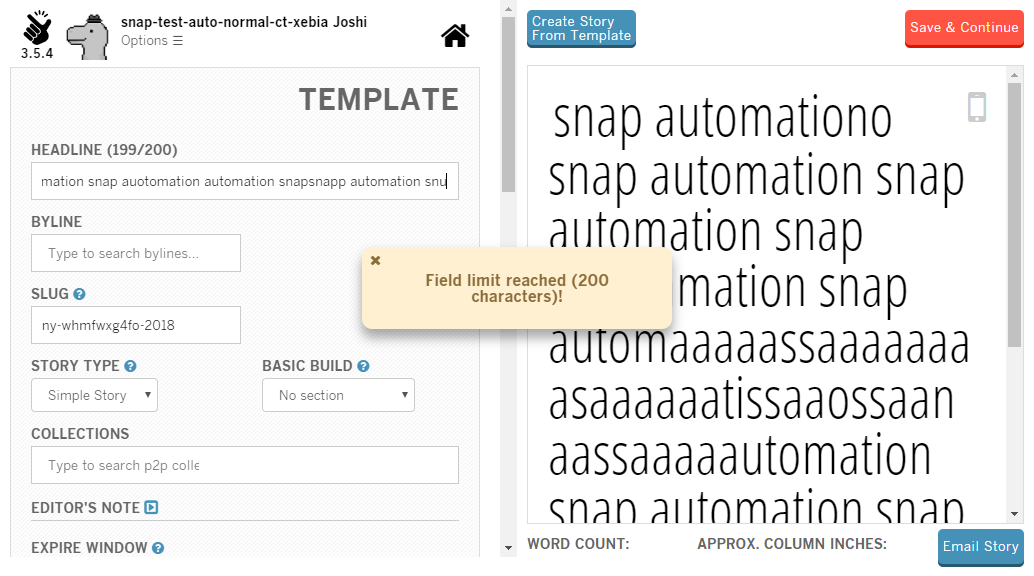 snap-test-auto-normal-ct-xebia Joshi
Options
3.5.4
Create Story
From Template
Save & Continue
TEMPLATE
HEADLINE (199/200)
mation snap auotomation automation snapsnapp automation snu
BYLINE
Type to search bylines...
SLUG
ny-whmfwxg4fo-2018
STORY TYPE
BASIC BUILD
Simple Story
No section
COLLECTIONS
Type to search p2p colle
EDITOR'S NOTE
EXPIRE WINDOW
Field limit reached (200
characters)!
snap automationo
snap automation snap
automation snap
mation snap
automaaaaassaaaaaaa
asaaaaaatissaaossaan
aassaaaaautomation
snap automation snap
WORD COUNT:
APPROX. COLUMN INCHES:
Email Story